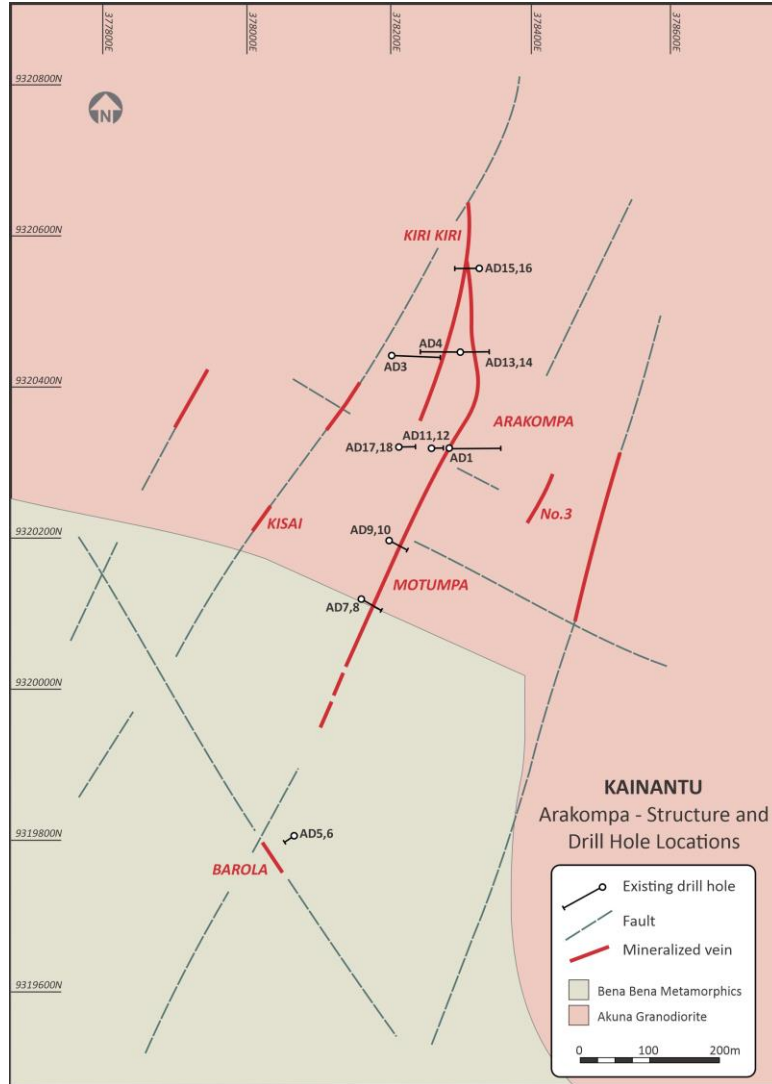 377800E
378000E
378200E
378400E
378600E
9320800N
N
9320600N
KIRI KIRI
AD15,16
AD4
AD3
AD13,14
9320400N
ARAKOMPA
AD11,12
AD17,18
AD1
No.3
KISAI
9320200N
AD9,10
MOTUMPA
AD7,8
9320000N
KAINANTU
Arakompa - Structure and
Drill Hole Locations
9319800N
AD5,6
BAROLA
Existing drill hole
Fault
Mineralized vein
9319600N
Bena Bena Metamorphics
Akuna Granodiorite
0 100 200m